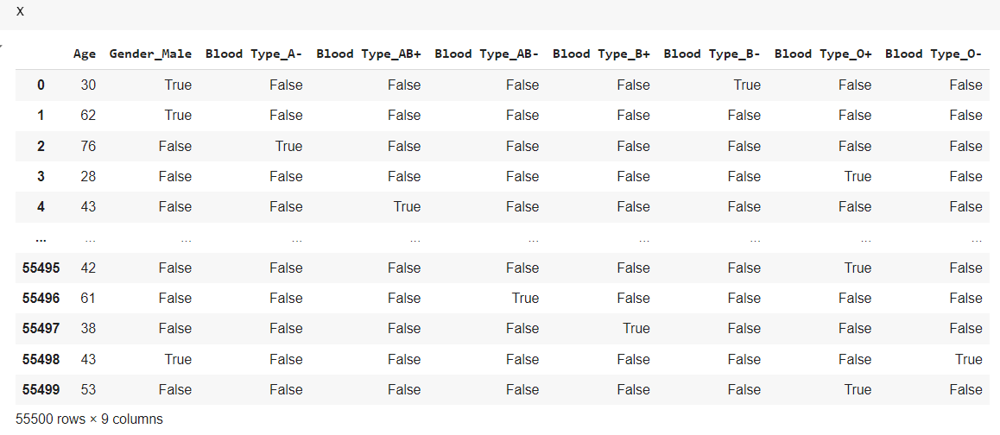 X
Age Gender_Male Blood Type_A- Blood Type_AB+ Blood Type_AB- Blood Type_B+ Blood Type_B- Blood Type_O+ Blood Type_O-
0 30 True False False False False True False False
1 62 True False False False False False False False
2 76 False True False False False False False False
3 28 False False False False False False True False
4 43 False False True False False False False False
... ... ... ... ... ... ... ... ... ...
55495 42 False False False False False False True False
55496 61 False False False True False False False False
55497 38 False False False False True False False False
55498 43 True False False False False False False True
55499 53 False False False False False False True False
55500 rows × 9 columns